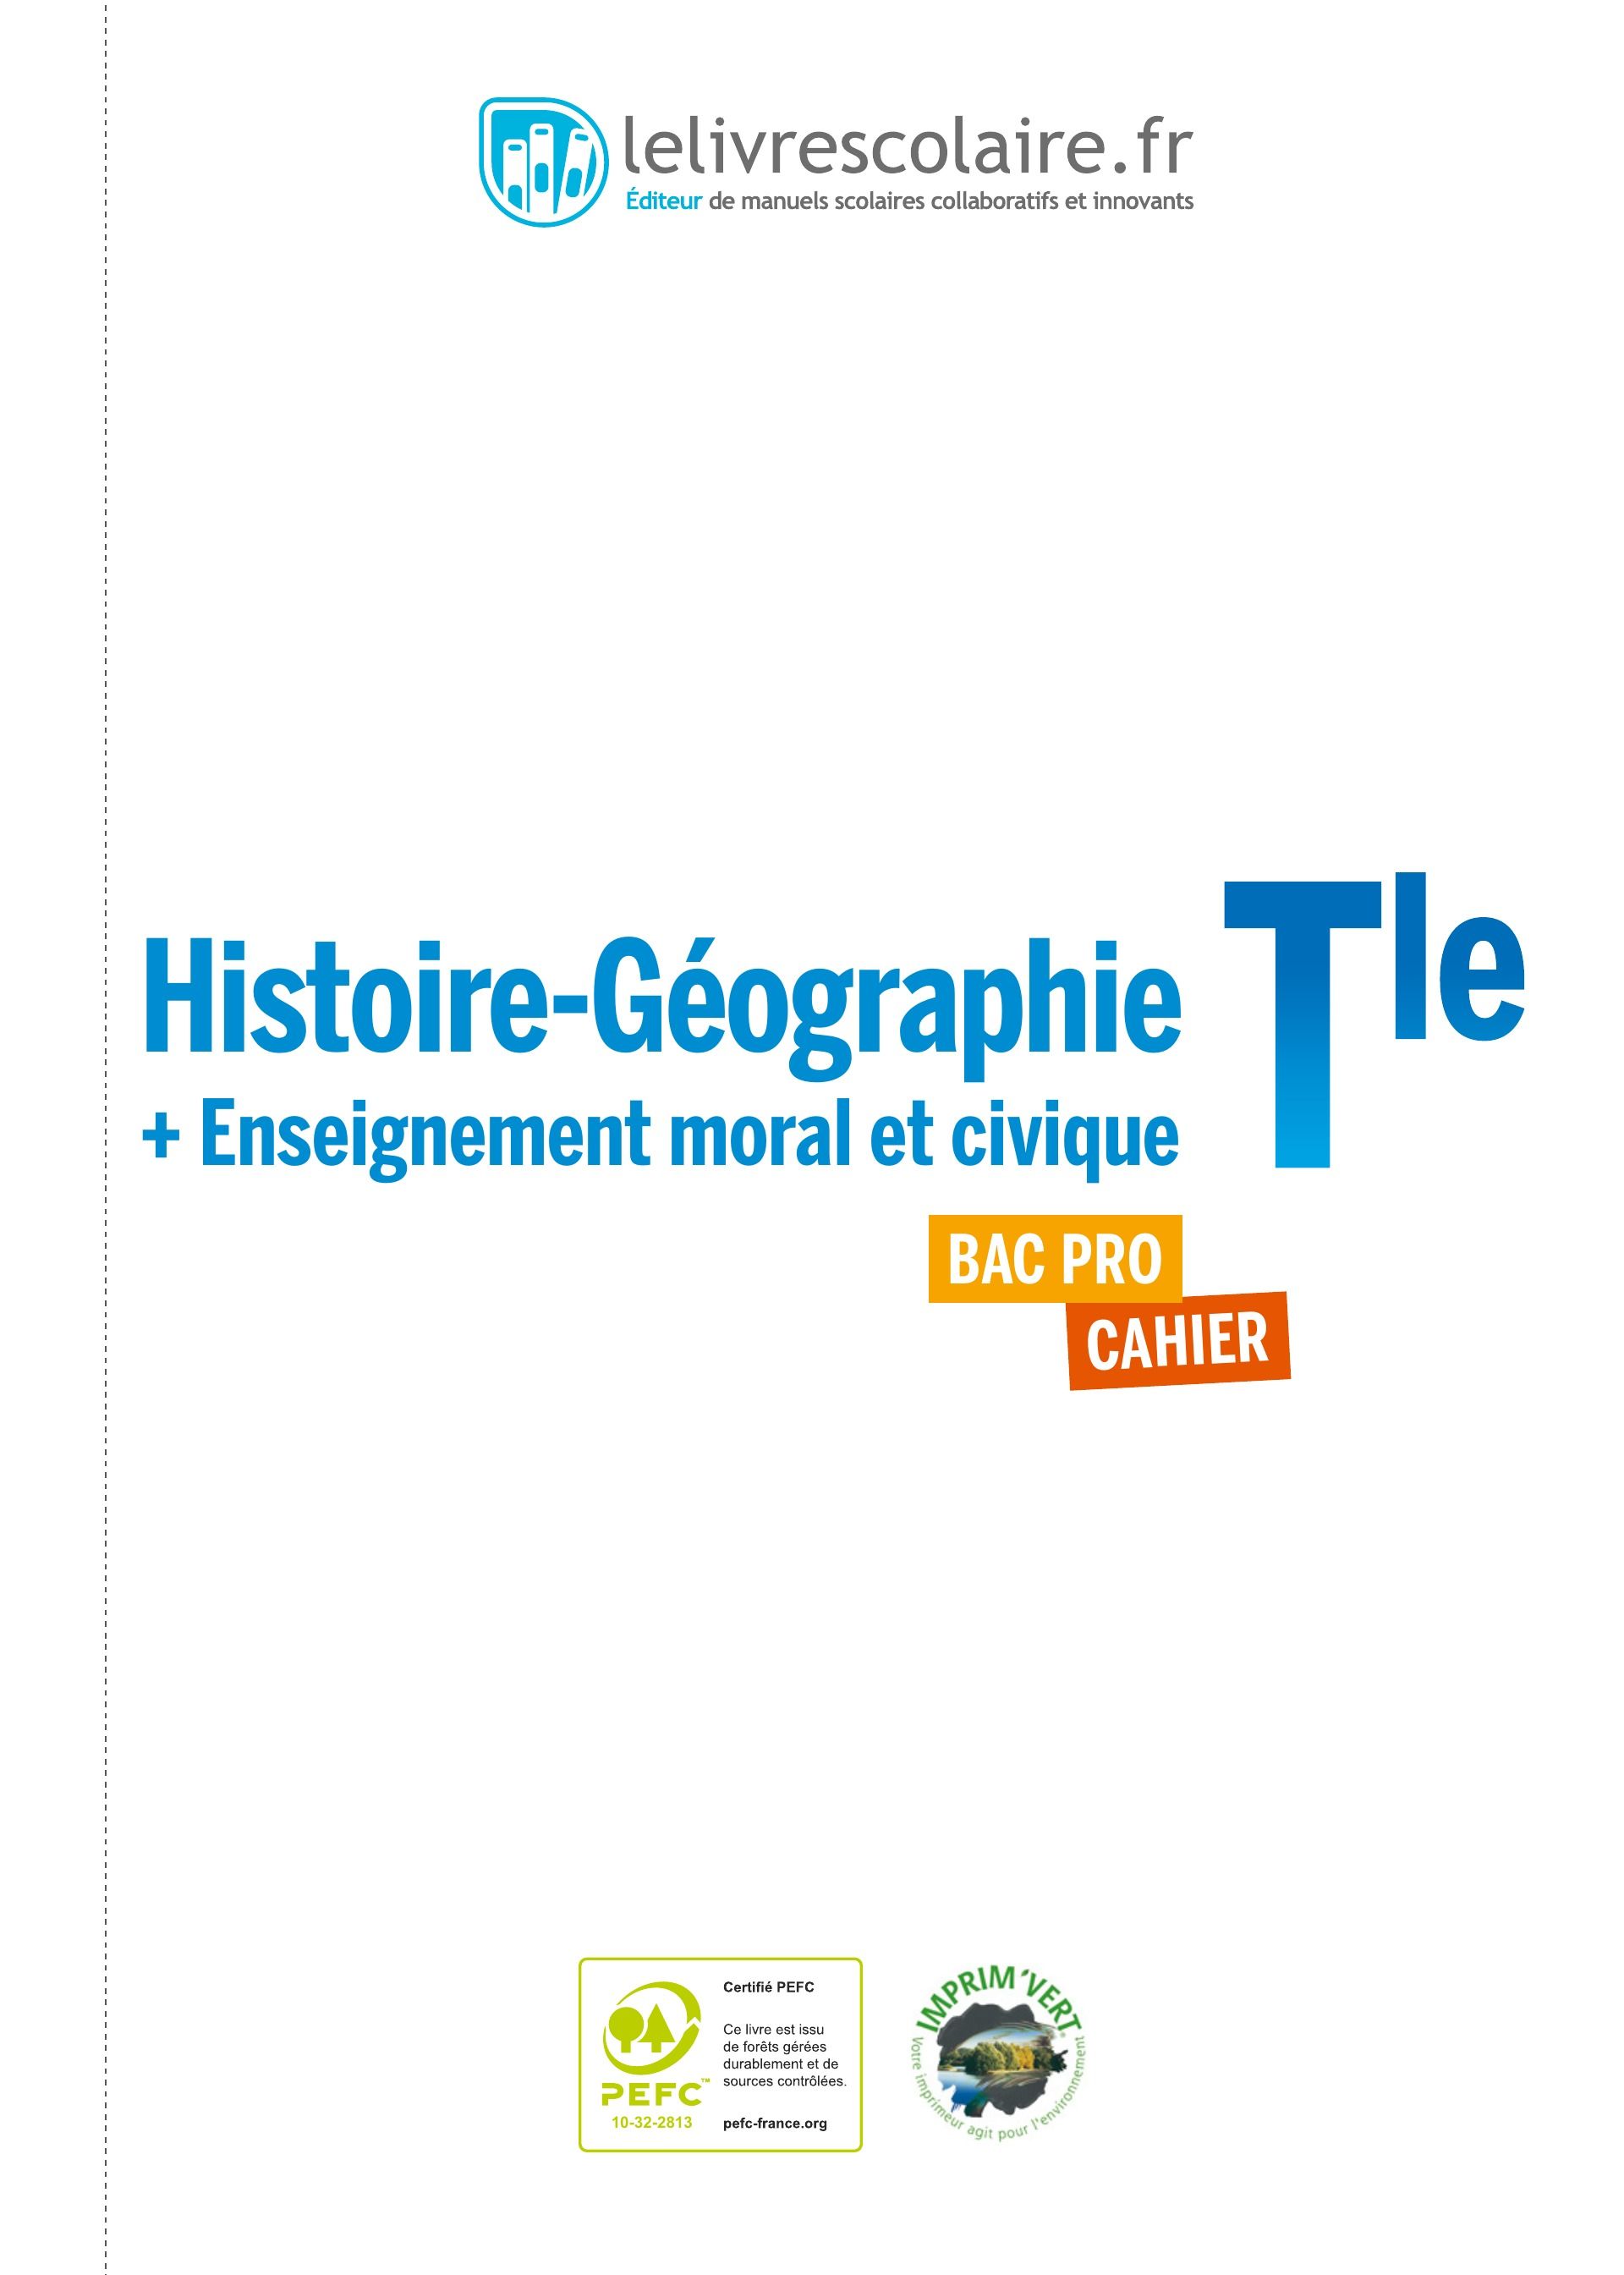 lelivrescolaire.fr
Éditeur de manuels scolaires collaboratifs et innovants
Histoire-Géographie Tle
+ Enseignement moral et civique
BAC PRO
CAHIER
Certifié PEFC
Ce livre est issu
de forêts gérées
durablement et de
sources contrôlées.
pefc-france.org
PEFC™
10-32-2813
IMPRIM'VERT®
Votre imprimeur agit pour l'environnement